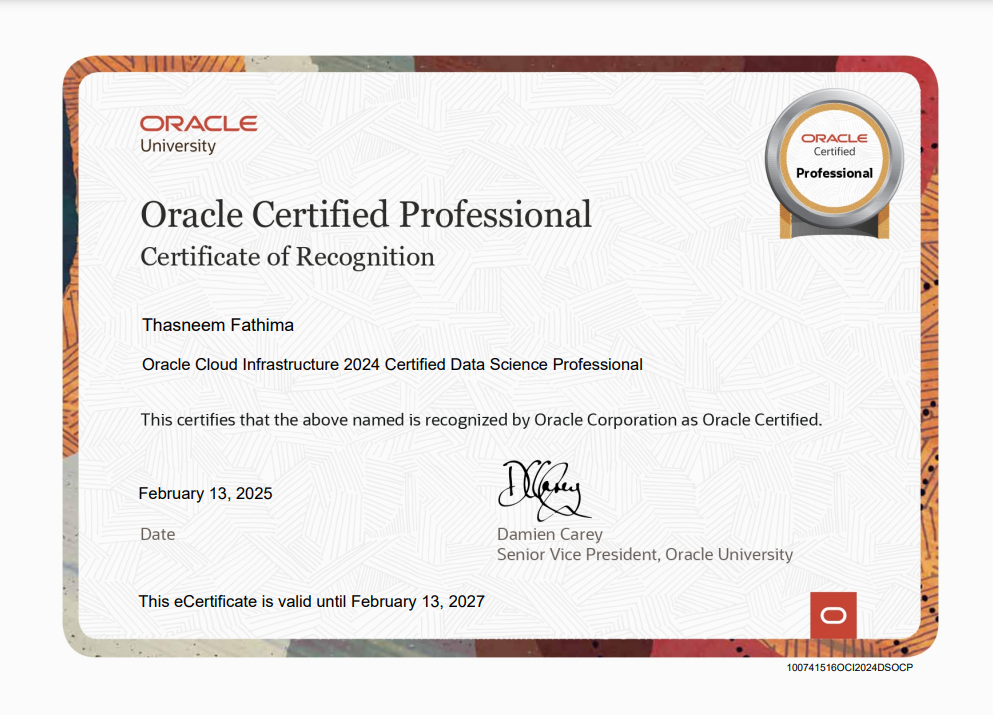 ORACLE
University
ORACLE
Certified
Professional
Oracle Certified Professional
Certificate of Recognition
Thasneem Fathima
Oracle Cloud Infrastructure 2024 Certified Data Science Professional
This certifies that the above named is recognized by Oracle Corporation as Oracle Certified.
DCarey
February 13, 2025
Date
Damien Carey
Senior Vice President, Oracle University
This eCertificate is valid until February 13, 2027
100741516OCI2024DSOCP